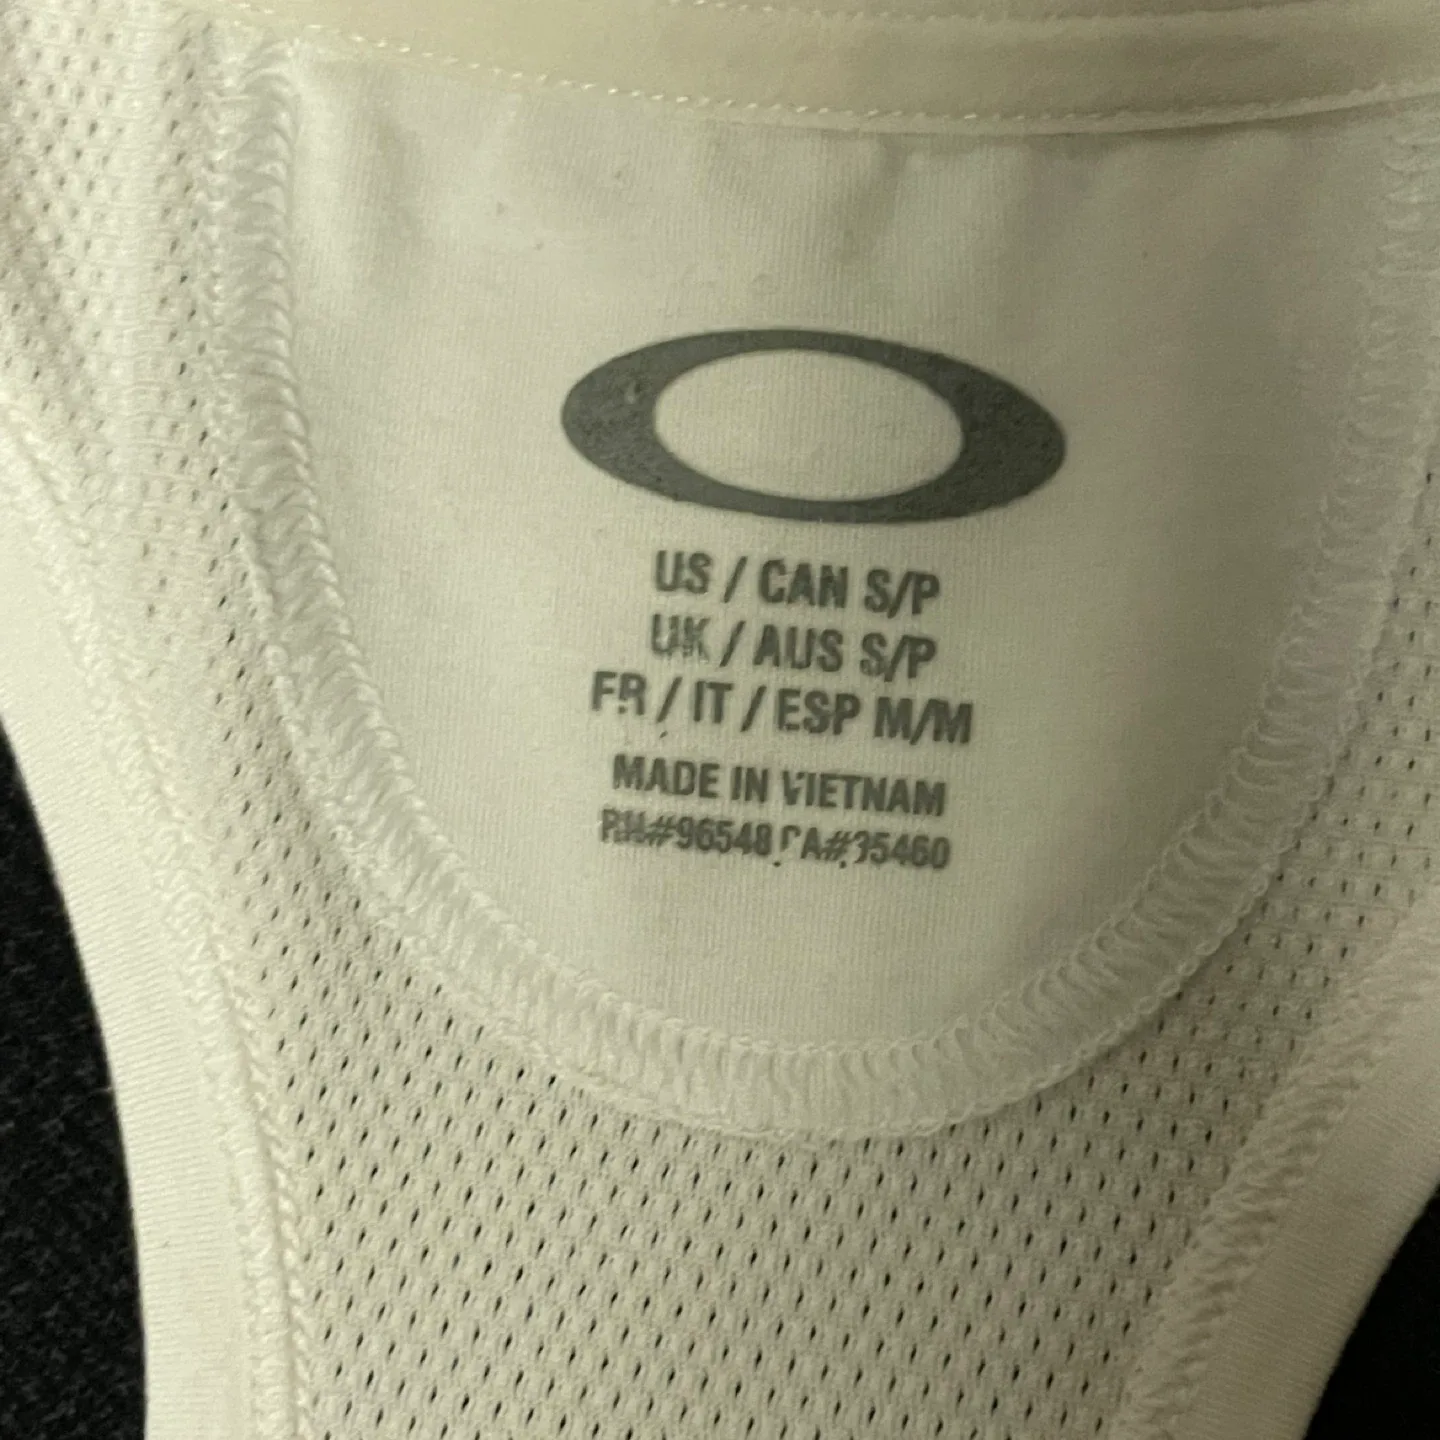 US / CAN S/P
UK / AUS S/P
FR / IT / ESP M/M
MADE IN VIETNAM
RN#96548 CA#35460